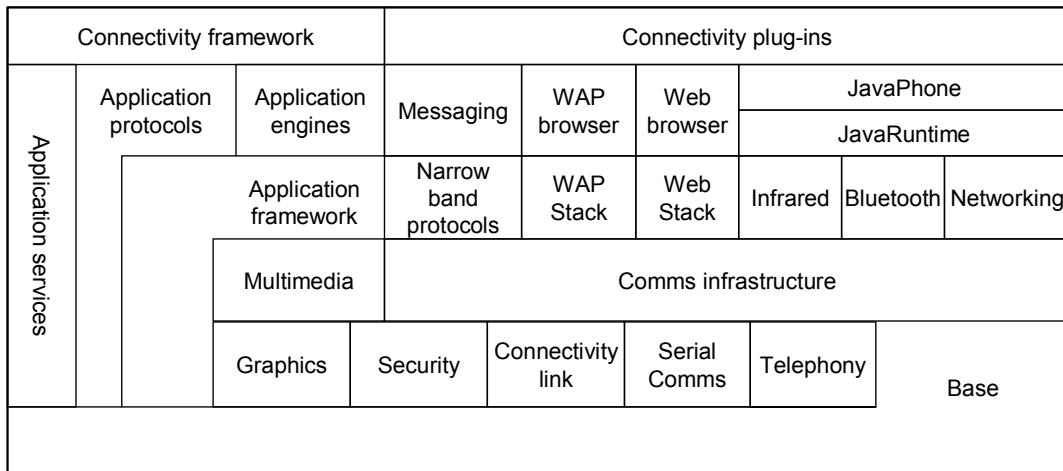 Connectivity framework
Connectivity plug-ins
Application services
Application
protocols
Application
engines
Messaging
WAP
browser
Web
browser
JavaPhone
JavaRuntime
Application
framework
Narrow
band
protocols
WAP
Stack
Web
Stack
Infrared
Bluetooth
Networking
Multimedia
Comms infrastructure
Graphics
Security
Connectivity
link
Serial
Comms
Telephony
Base